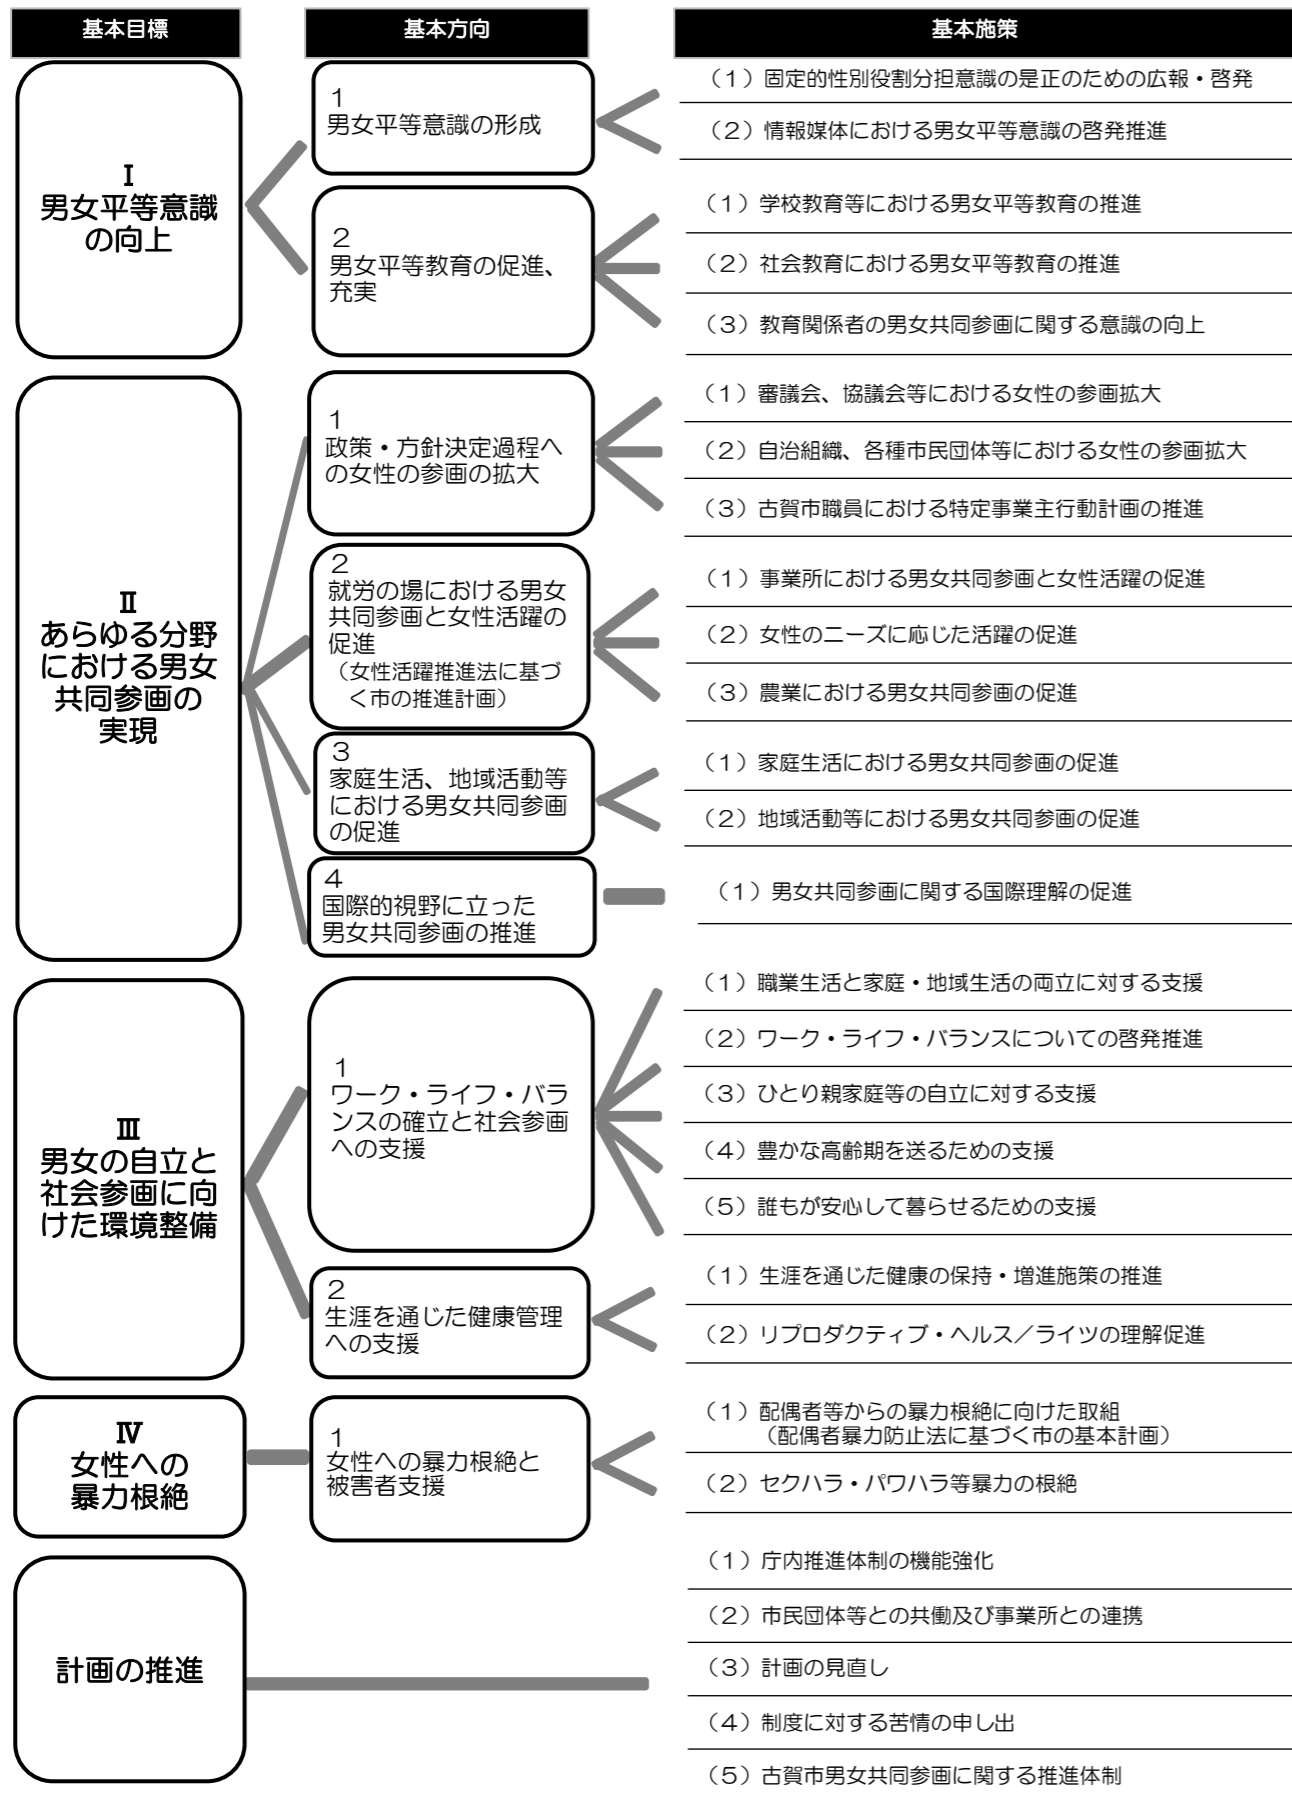 基本目標
基本方向
基本施策
Ⅰ
男女平等意識
の向上
1
男女平等意識の形成
（1）固定的性別役割分担意識の是正のための広報・啓発
（2）情報媒体における男女平等意識の啓発推進
2
男女平等教育の促進、
充実
（1）学校教育等における男女平等教育の推進
（2）社会教育における男女平等教育の推進
（3）教育関係者の男女共同参画に関する意識の向上
Ⅱ
あらゆる分野
における男女
共同参画の
実現
1
政策・方針決定過程へ
の女性の参画の拡大
（1）審議会、協議会等における女性の参画拡大
（2）自治組織、各種市民団体等における女性の参画拡大
（3）古賀市職員における特定事業主行動計画の推進
2
就労の場における男女
共同参画と女性活躍の
促進
（女性活躍推進法に基づ
く市の推進計画）
（1）事業所における男女共同参画と女性活躍の促進
（2）女性のニーズに応じた活躍の促進
（3）農業における男女共同参画の促進
3
家庭生活、地域活動等
における男女共同参画
の促進
（1）家庭生活における男女共同参画の促進
（2）地域活動等における男女共同参画の促進
4
国際的視野に立った
男女共同参画の推進
（1）男女共同参画に関する国際理解の促進
Ⅲ
男女の自立と
社会参画に向
けた環境整備
1
ワーク・ライフ・バラ
ンスの確立と社会参画
への支援
（1）職業生活と家庭・地域生活の両立に対する支援
（2）ワーク・ライフ・バランスについての啓発推進
（3）ひとり親家庭等の自立に対する支援
（4）豊かな高齢期を送るための支援
（5）誰もが安心して暮らせるための支援
2
生涯を通じた健康管理
への支援
（1）生涯を通じた健康の保持・増進施策の推進
（2）リプロダクティブ・ヘルス／ライツの理解促進
Ⅳ
女性への
暴力根絶
1
女性への暴力根絶と
被害者支援
（1）配偶者等からの暴力根絶に向けた取組
（配偶者暴力防止法に基づく市の基本計画）
（2）セクハラ・パワハラ等暴力の根絶
計画の推進
（1）庁内推進体制の機能強化
（2）市民団体等との共働及び事業所との連携
（3）計画の見直し
（4）制度に対する苦情の申し出
（5）古賀市男女共同参画に関する推進体制